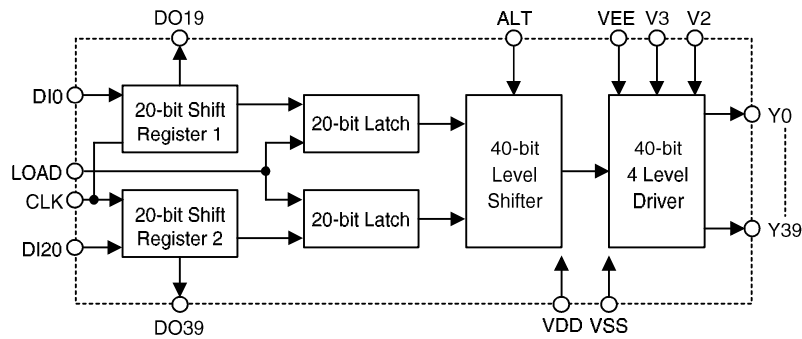 DO19
ALT
VEE
V3
V2
DI0
20-bit Shift
Register 1
20-bit Latch
40-bit
Level
Shifter
40-bit
4 Level
Driver
Y0
LOAD
CLK
20-bit Shift
Register 2
20-bit Latch
Y39
DI20
DO39
VDD
VSS